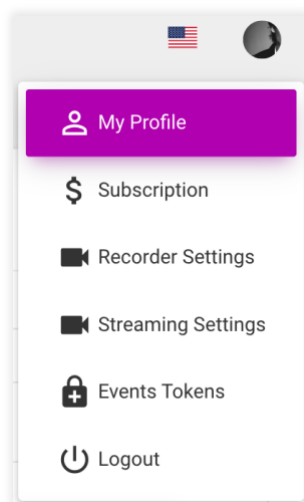 My Profile
Subscription
Recorder Settings
Streaming Settings
Events Tokens
Logout